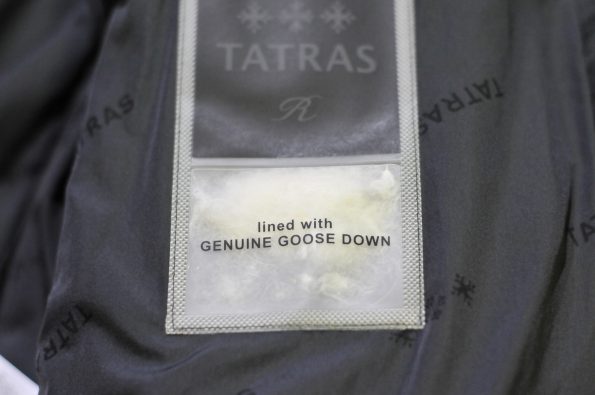 TATRAS
R
lined with
GENUINE GOOSE DOWN
TATRAS
TATRAS
TATRAS
TATRAS